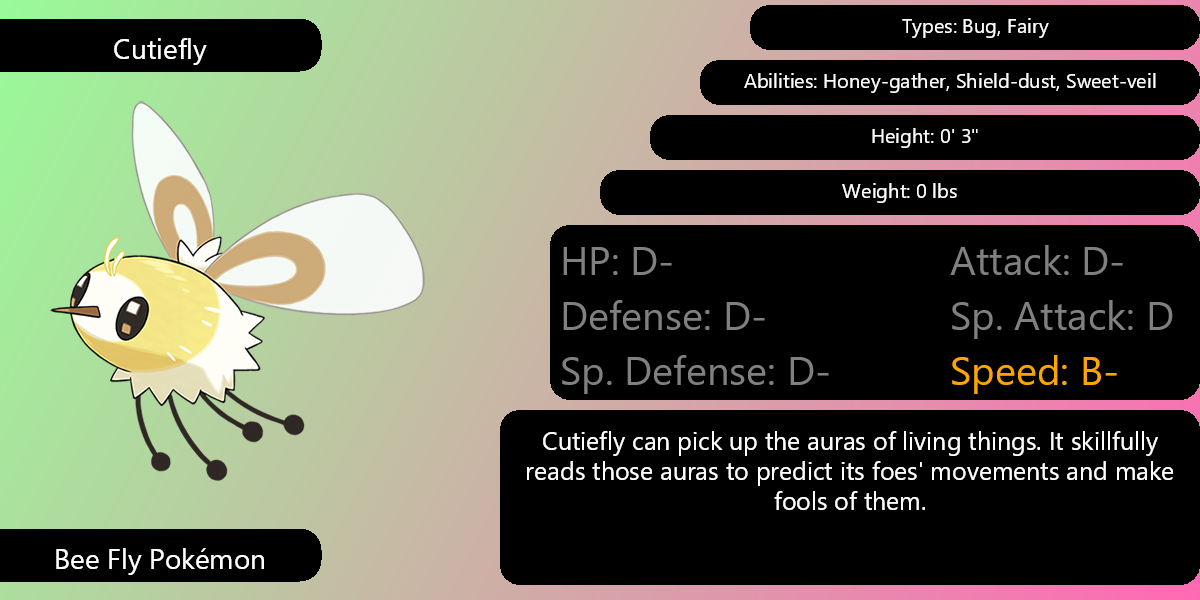 Cutiefly
Types: Bug, Fairy
Abilities: Honey-gather, Shield-dust, Sweet-veil
Height: 0' 3"
Weight: 0 lbs
HP: D-
Attack: D-
Defense: D-
Sp. Attack: D
Sp. Defense: D-
Speed: B-
Cutiefly can pick up the auras of living things. It skillfully
reads those auras to predict its foes' movements and make
fools of them.
Bee Fly Pokémon